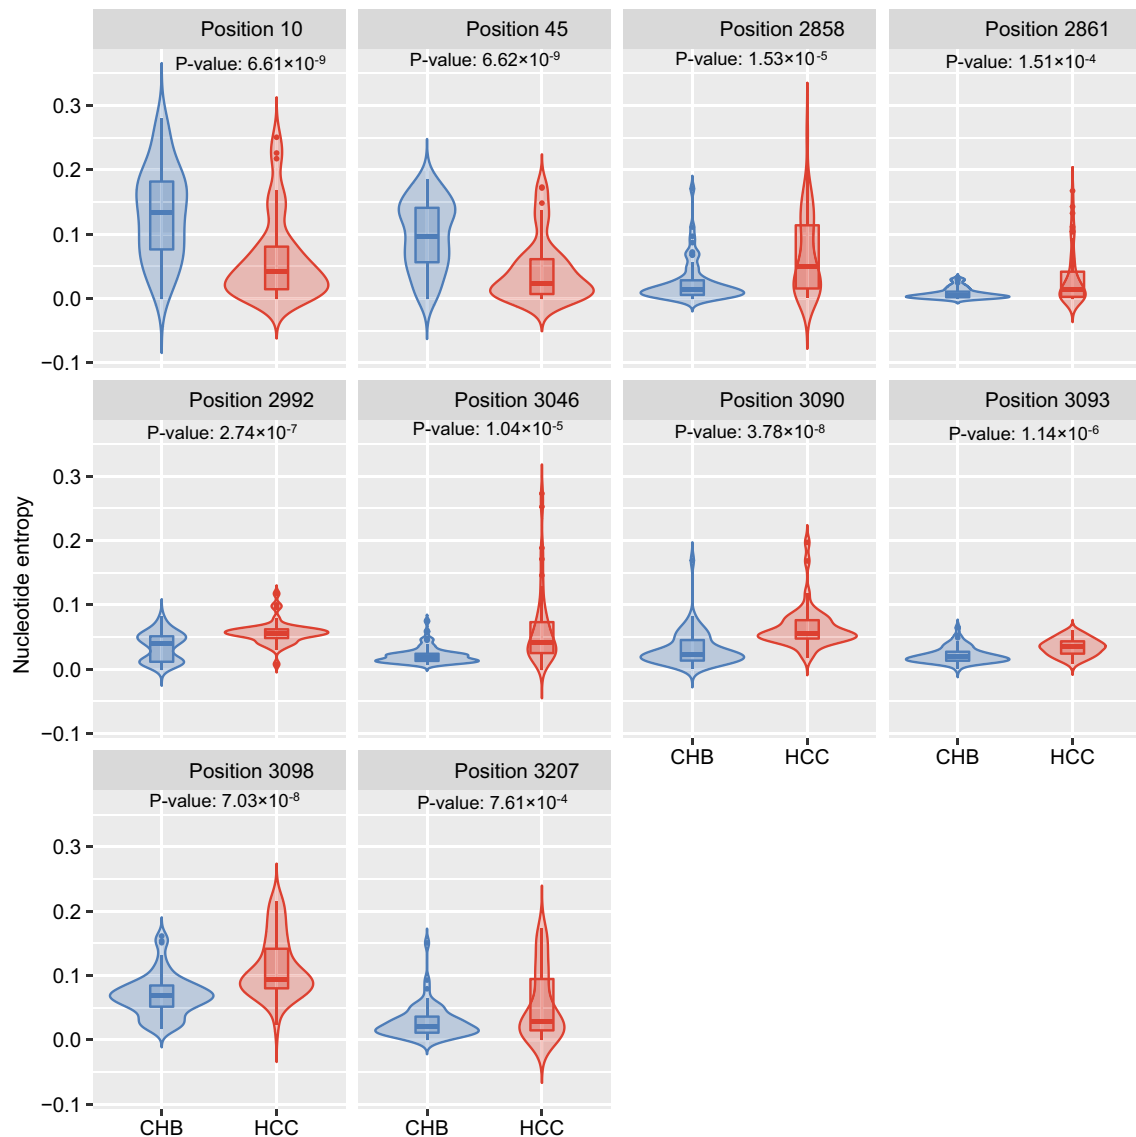 Position 10
Position 45
Position 2858
Position 2861
P-value: 6.61×10⁻⁹
P-value: 6.62×10⁻⁹
P-value: 1.53×10⁻⁵
P-value: 1.51×10⁻⁴
0.3
0.2
0.1
0.0
−0.1
Position 2992
Position 3046
Position 3090
Position 3093
P-value: 2.74×10⁻⁷
P-value: 1.04×10⁻⁵
P-value: 3.78×10⁻⁸
P-value: 1.14×10⁻⁶
Nucleotide entropy
0.3
0.2
0.1
0.0
−0.1
CHB
HCC
CHB
HCC
Position 3098
Position 3207
P-value: 7.03×10⁻⁸
P-value: 7.61×10⁻⁴
0.3
0.2
0.1
0.0
−0.1
CHB
HCC
CHB
HCC